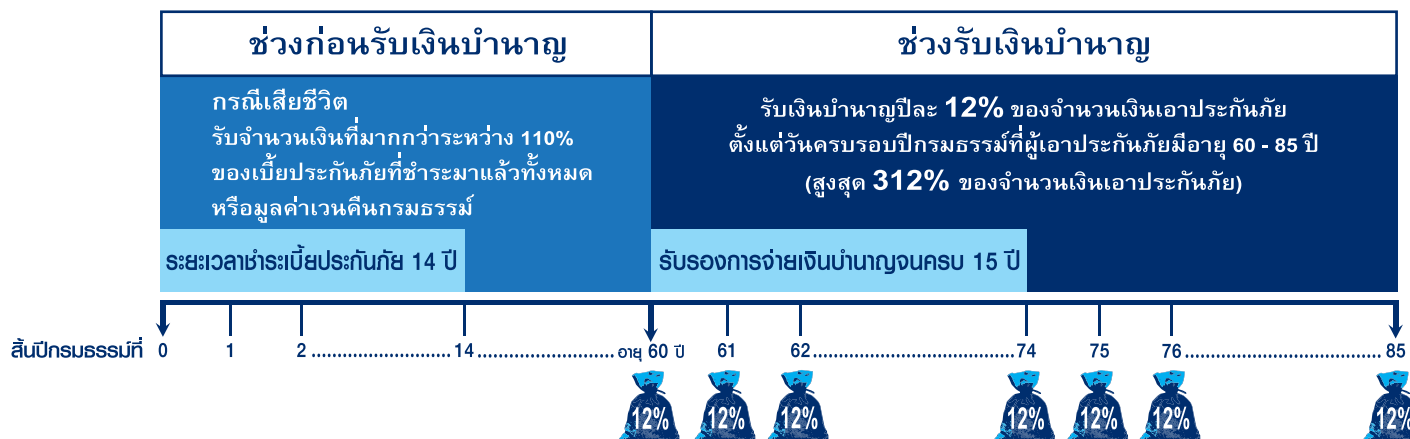 ช่วงก่อนรับเงินบำนาญ
ช่วงรับเงินบำนาญ
กรณีเสียชีวิต
รับจำนวนเงินที่มากกว่าระหว่าง 110%
ของเบี้ยประกันภัยที่ชำระมาแล้วทั้งหมด
หรือมูลค่าเวนคืนกรมธรรม์
รับเงินบำนาญปีละ 12% ของจำนวนเงินเอาประกันภัย
ตั้งแต่วันครบรอบปีกรมธรรม์ที่ผู้เอาประกันภัยมีอายุ 60 - 85 ปี
(สูงสุด 312% ของจำนวนเงินเอาประกันภัย)
ระยะเวลาชำระเบี้ยประกันภัย 14 ปี
รับรองการจ่ายเงินบำนาญจนครบ 15 ปี
สิ้นปีกรมธรรม์ที่ 0 1 2 ........................... 14 ........................... อายุ 60 ปี 61 62 ........................................ 74 75 76 ........................................ 85
12% 12% 12% 12% 12% 12% 12%